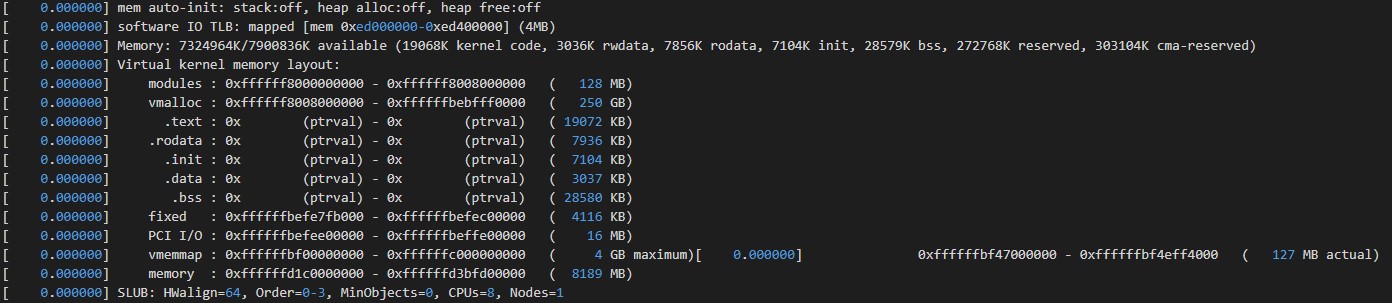 [    0.000000] mem auto-init: stack:off, heap alloc:off, heap free:off
[    0.000000] software IO TLB: mapped [mem 0xed000000-0xed400000] (4MB)
[    0.000000] Memory: 7324964K/7900836K available (19068K kernel code, 3036K rwdata, 7856K rodata, 7104K init, 28579K bss, 272768K reserved, 303104K cma-reserved)
[    0.000000] Virtual kernel memory layout:
[    0.000000]     modules : 0xffffff8000000000 - 0xffffff8008000000   (   128 MB)
[    0.000000]     vmalloc : 0xffffff8008000000 - 0xffffffbebfff0000   (   250 GB)
[    0.000000]       .text : 0x        (ptrval) - 0x        (ptrval)   ( 19072 KB)
[    0.000000]     .rodata : 0x        (ptrval) - 0x        (ptrval)   (  7936 KB)
[    0.000000]       .init : 0x        (ptrval) - 0x        (ptrval)   (  7104 KB)
[    0.000000]       .data : 0x        (ptrval) - 0x        (ptrval)   (  3037 KB)
[    0.000000]        .bss : 0x        (ptrval) - 0x        (ptrval)   ( 28580 KB)
[    0.000000]     fixed   : 0xffffffbefe7fb000 - 0xffffffbefec00000   (  4116 KB)
[    0.000000]     PCI I/O : 0xffffffbefee00000 - 0xffffffbeffe00000   (    16 MB)
[    0.000000]     vmemmap : 0xffffffbf00000000 - 0xffffffc000000000   (     4 GB maximum)[    0.000000]               0xffffffbf47000000 - 0xffffffbf4eff4000   (   127 MB actual)
[    0.000000]     memory  : 0xffffffd1c0000000 - 0xffffffd3bfd00000   (  8189 MB)
[    0.000000] SLUB: HWalign=64, Order=0-3, MinObjects=0, CPUs=8, Nodes=1